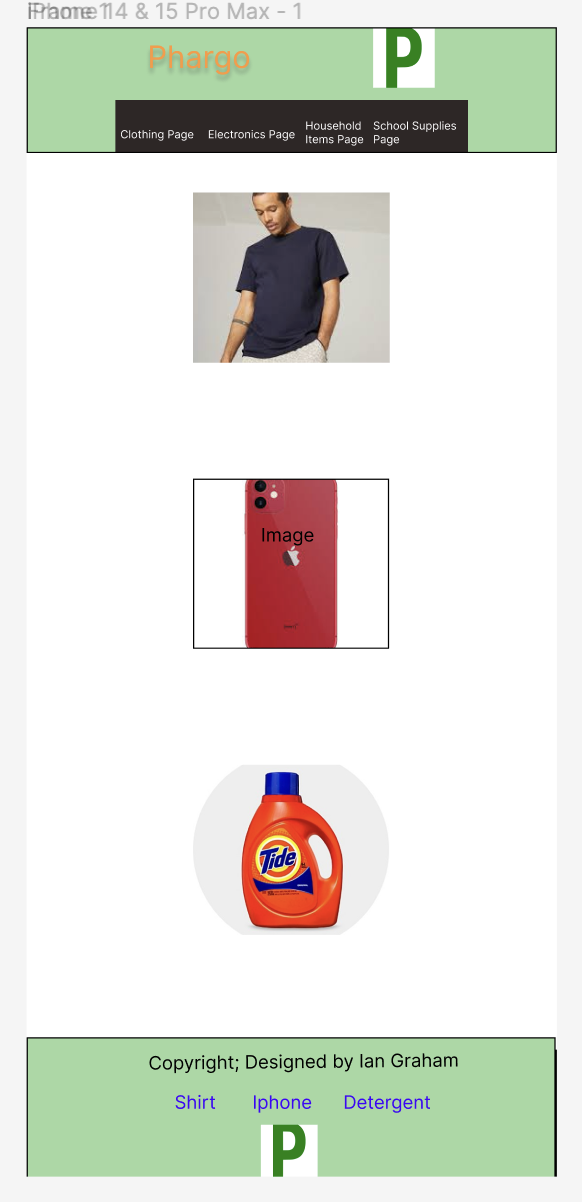 iPhone 14 & 15 Pro Max - 1
Phargo
P
Clothing Page
Electronics Page
Household
Items Page
School Supplies
Page
Image
Tide
Copyright; Designed by Ian Graham
Shirt
Iphone
Detergent
P